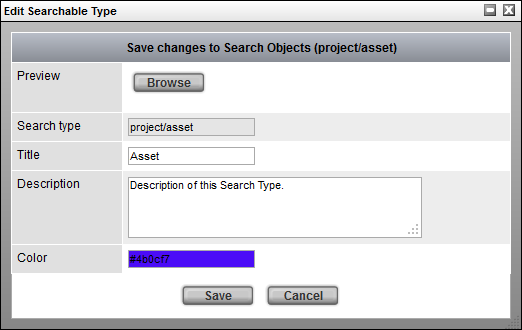 Edit Searchable Type
Save changes to Search Objects (project/asset)
Preview
Browse
Search type
project/asset
Title
Asset
Description
Description of this Search Type.
Color
#4b0cf7
Save
Cancel